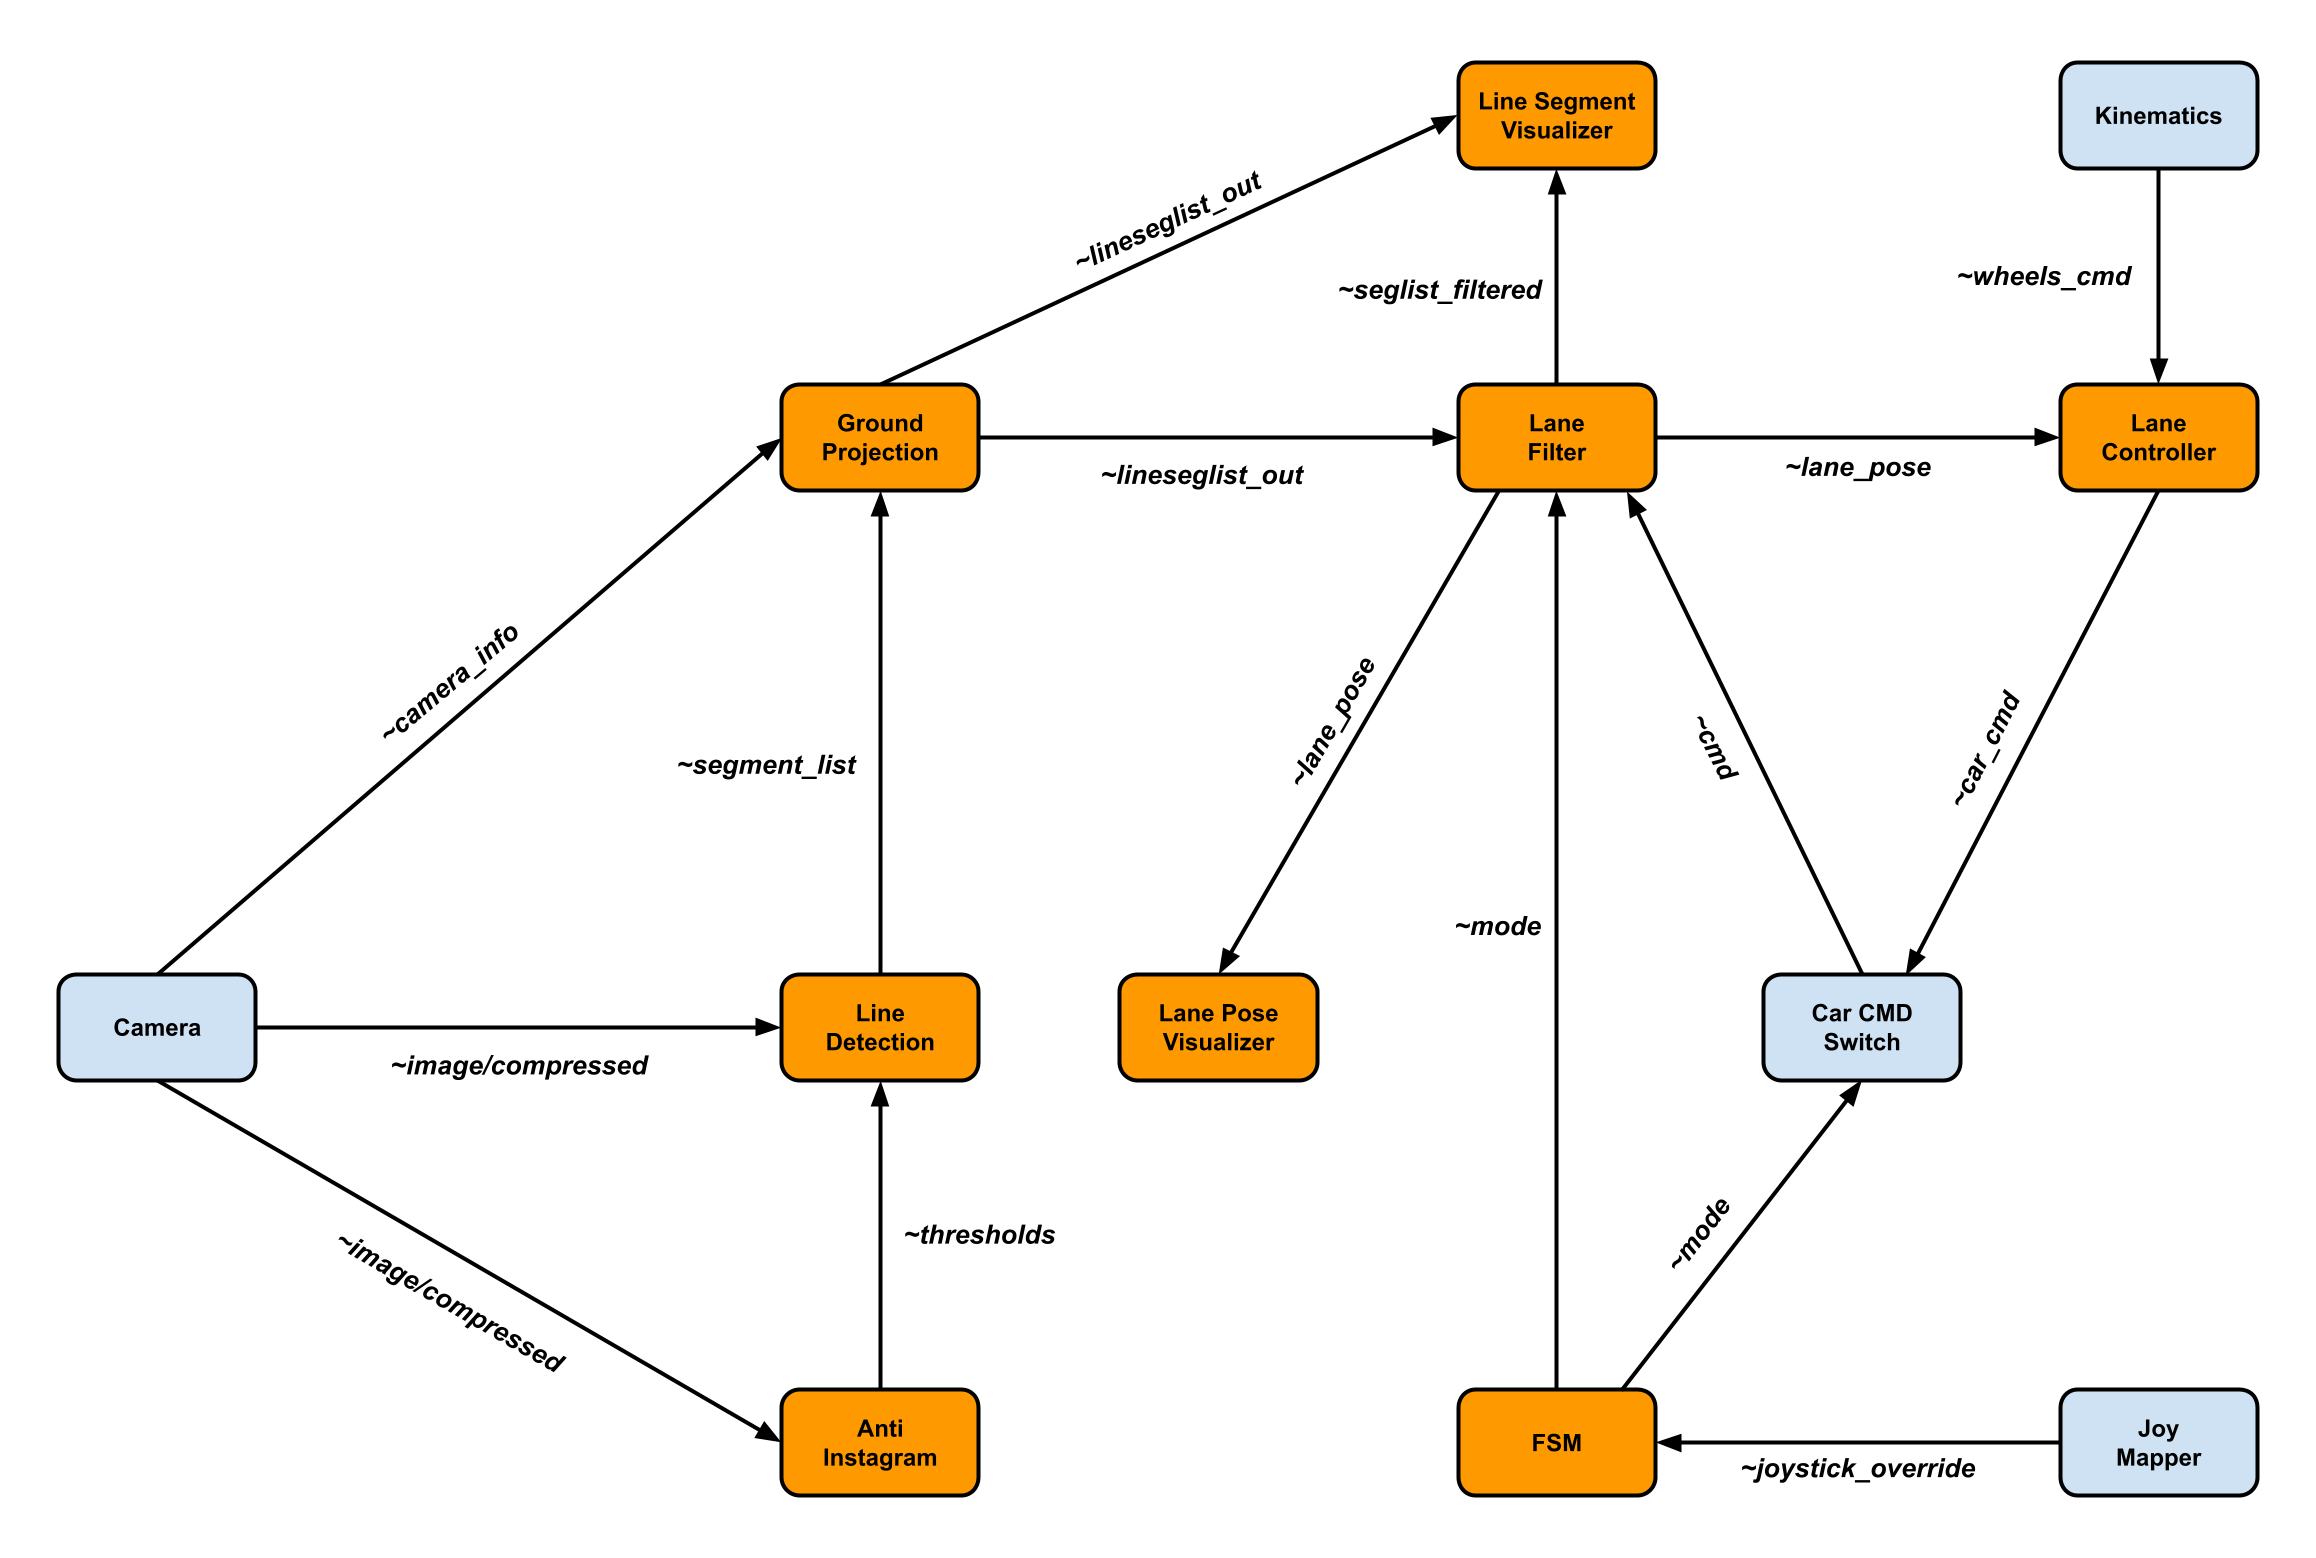 Line Segment
Visualizer
Kinematics
~lineseglist_out
~seglist_filtered
~wheels_cmd
Ground
Projection
Lane
Filter
Lane
Controller
~lineseglist_out
~lane_pose
~camera_info
~segment_list
~lane_pose
~cmd
~car_cmd
~mode
Camera
Line
Detection
Lane Pose
Visualizer
Car CMD
Switch
~image/compressed
~image/compressed
~thresholds
~mode
Anti
Instagram
FSM
Joy
Mapper
~joystick_override